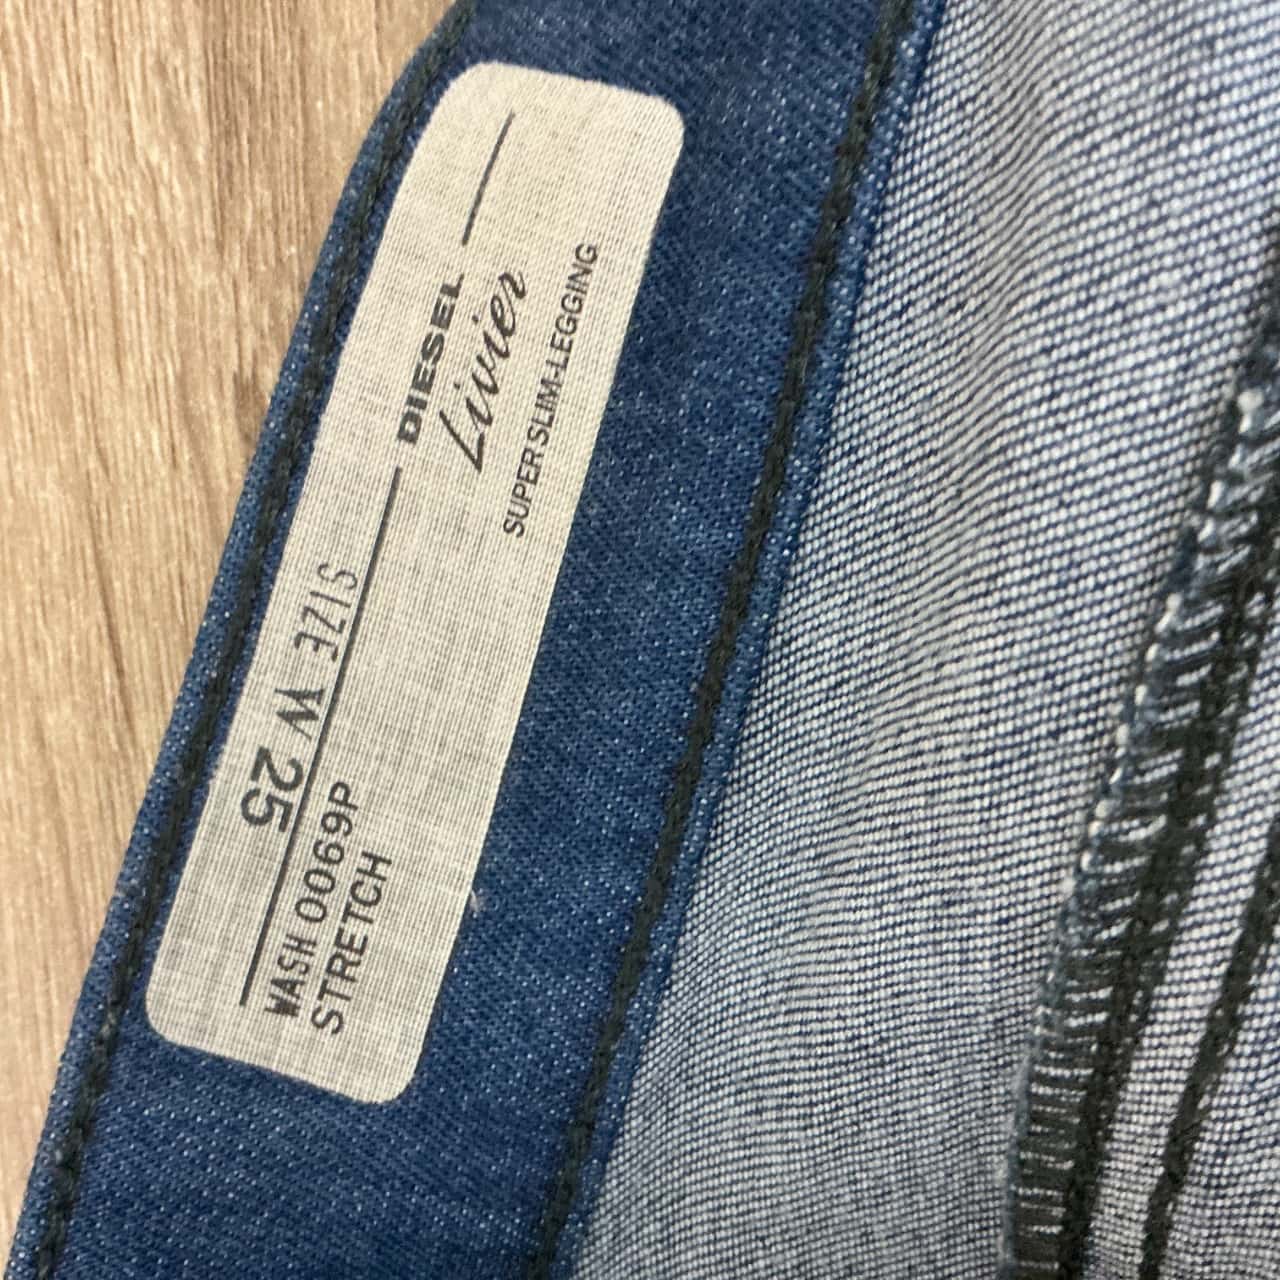 DIESEL
Livier
SUPER SLIM-LEGGING
SIZE W 25
WASH 0069P
STRETCH